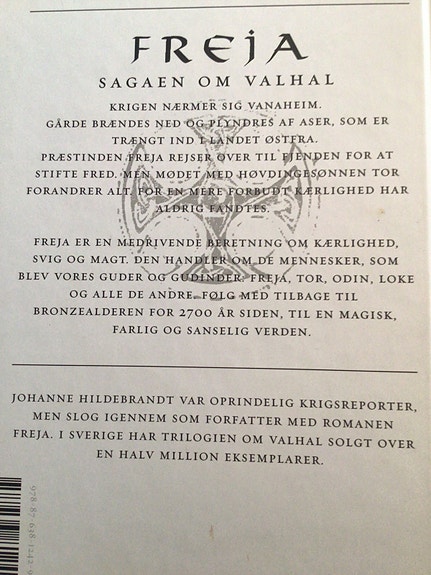 FREJA
SAGAEN OM VALHAL
KRIGEN NÆRMER SIG VANAHEIM.
GÅRDE BRÆNDES NED OG PLYNDRES AF ASER, SOM ER
TRÆNGT IND I LANDET ØSTFRA.
PRÆSTINDEN FREJA REJSER OVER TIL FJENDEN FOR AT
STIFTE FRED. MEN MØDET MED HØVDINGESØNNEN TOR
FORANDRER ALT, FOR EN MERE FORBUDT KÆRLIGHED HAR
ALDRIG FANDTES.
FREJA ER EN MEDRIVENDE BERETNING OM KÆRLIGHED,
SVIG OG MAGT. DEN HANDLER OM DE MENNESKER, SOM
BLEV VORES GUDER OG GUDINDER: FREJA, TOR, ODIN, LOKE
OG ALLE DE ANDRE. FØLG MED TILBAGE TIL
BRONZEALDEREN FOR 2700 ÅR SIDEN, TIL EN MAGISK,
FARLIG OG SANSELIG VERDEN.
JOHANNE HILDEBRANDT VAR OPRINDELIG KRIGSREPORTER,
MEN SLOG IGENNEM SOM FORFATTER MED ROMANEN
FREJA. I SVERIGE HAR TRILOGIEN OM VALHAL SOLGT OVER
EN HALV MILLION EKSEMPLARER.